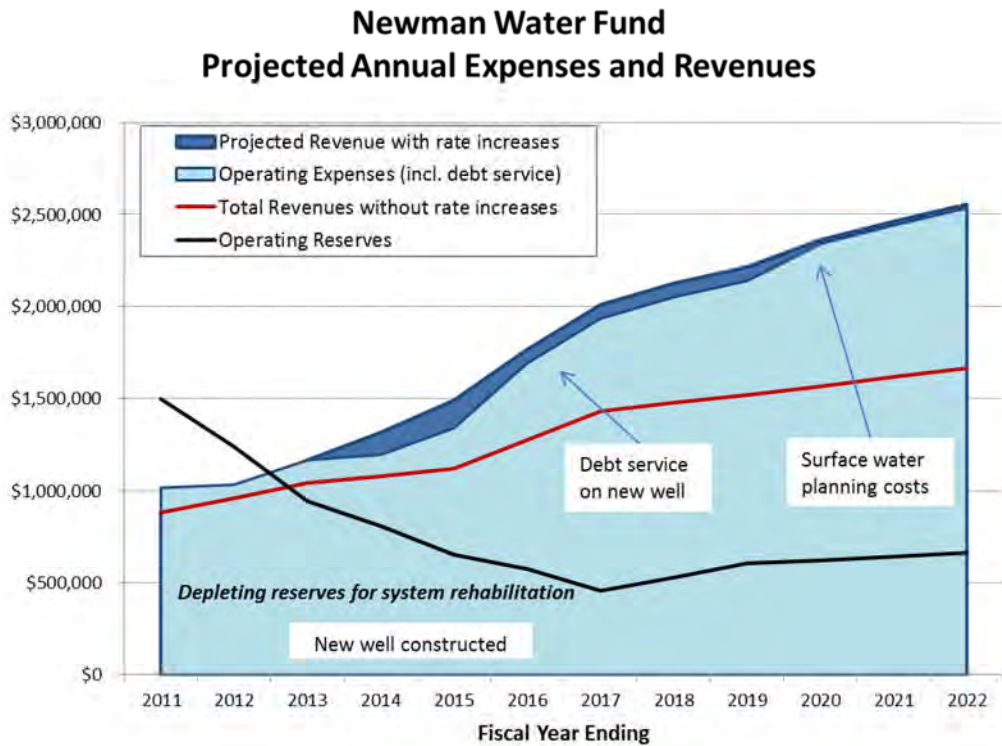 Newman Water Fund
Projected Annual Expenses and Revenues
$3,000,000
Projected Revenue with rate increases
Operating Expenses (incl. debt service)
Total Revenues without rate increases
Operating Reserves
$2,500,000
$2,000,000
$1,500,000
Debt service
on new well
Surface water
planning costs
$1,000,000
$500,000
Depleting reserves for system rehabilitation
New well constructed
$0
2011 2012 2013 2014 2015 2016 2017 2018 2019 2020 2021 2022
Fiscal Year Ending